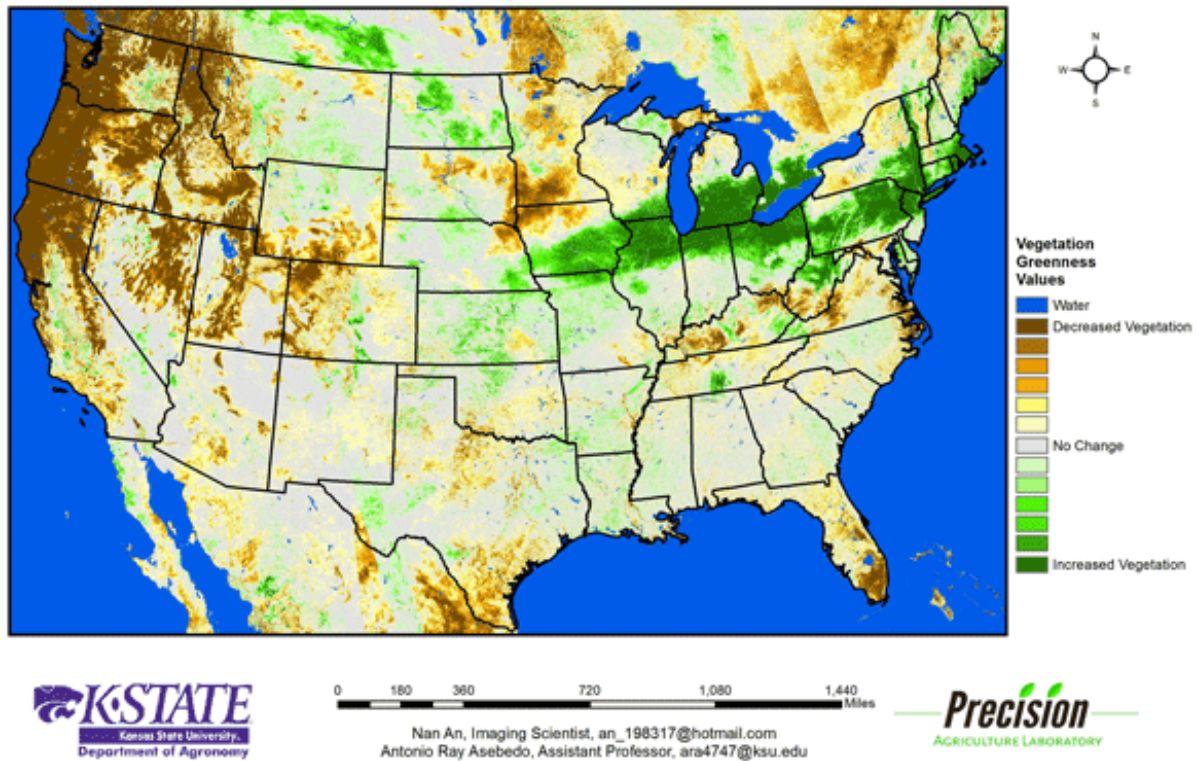 N
W E
S
Vegetation
Greenness
Values
Water
Decreased Vegetation
No Change
Increased Vegetation
K-STATE
Kansas State University.
Department of Agronomy
0 180 360 720 1,080 1,440
Miles
Nan An, Imaging Scientist, an_198317@hotmail.com
Antonio Ray Asebedo, Assistant Professor, ara4747@ksu.edu
Precision
AGRICULTURE LABORATORY